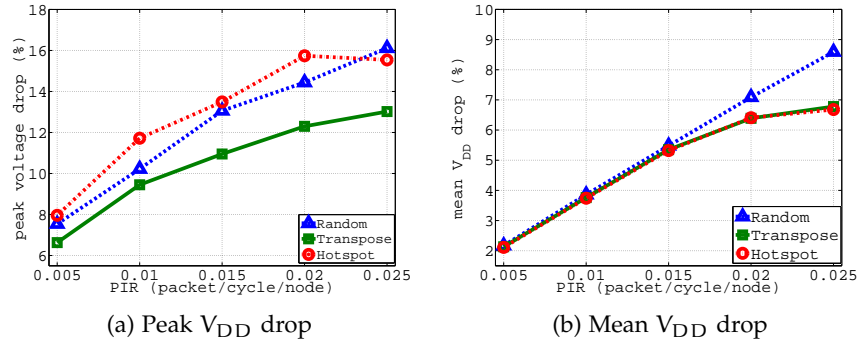 18
16
14
12
10
8
6
peak voltage drop (%)
0.005 0.01 0.015 0.02 0.025
PIR (packet/cycle/node)
Random
Transpose
Hotspot
(a) Peak V_DD drop
10
9
8
7
6
5
4
3
2
mean V_DD drop (%)
0.005 0.01 0.015 0.02 0.025
PIR (packet/cycle/node)
Random
Transpose
Hotspot
(b) Mean V_DD drop